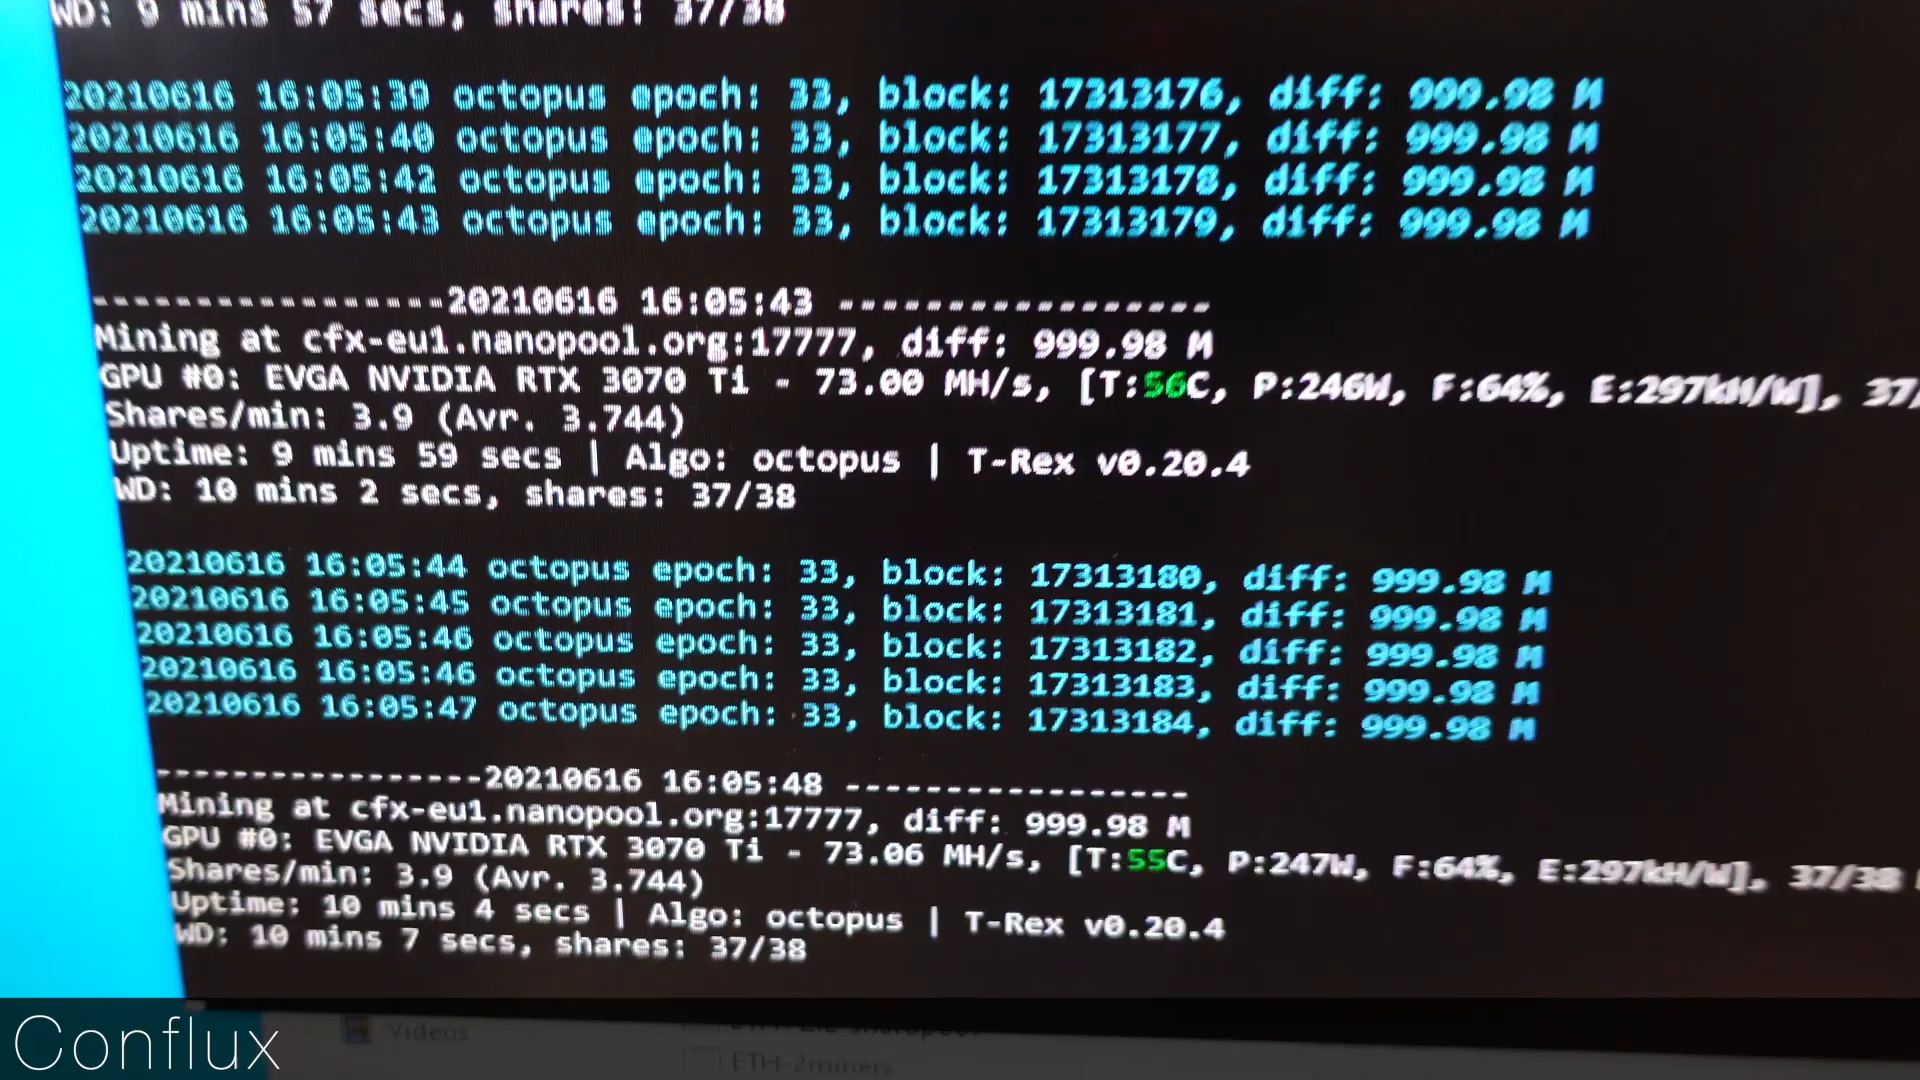 WD: 9 mins 57 secs, shares: 37/38
20210616 16:05:39 octopus epoch: 33, block: 17313176, diff: 999.98 M
20210616 16:05:40 octopus epoch: 33, block: 17313177, diff: 999.98 M
20210616 16:05:42 octopus epoch: 33, block: 17313178, diff: 999.98 M
20210616 16:05:43 octopus epoch: 33, block: 17313179, diff: 999.98 M
-----------------20210616 16:05:43 -----------------
Mining at cfx-eu1.nanopool.org:17777, diff: 999.98 M
GPU #0: EVGA NVIDIA RTX 3070 Ti - 73.00 MH/s, [T:56C, P:246W, F:64%, E:297kH/W], 37/
Shares/min: 3.9 (Avr. 3.744)
Uptime: 9 mins 59 secs | Algo: octopus | T-Rex v0.20.4
WD: 10 mins 2 secs, shares: 37/38
20210616 16:05:44 octopus epoch: 33, block: 17313180, diff: 999.98 M
20210616 16:05:45 octopus epoch: 33, block: 17313181, diff: 999.98 M
20210616 16:05:46 octopus epoch: 33, block: 17313182, diff: 999.98 M
20210616 16:05:46 octopus epoch: 33, block: 17313183, diff: 999.98 M
20210616 16:05:47 octopus epoch: 33, block: 17313184, diff: 999.98 M
-----------------20210616 16:05:48 -----------------
Mining at cfx-eu1.nanopool.org:17777, diff: 999.98 M
GPU #0: EVGA NVIDIA RTX 3070 Ti - 73.06 MH/s, [T:55C, P:247W, F:64%, E:297kH/W], 37/38
Shares/min: 3.9 (Avr. 3.744)
Uptime: 10 mins 4 secs | Algo: octopus | T-Rex v0.20.4
WD: 10 mins 7 secs, shares: 37/38
Conflux
Videos
ETH-2miners